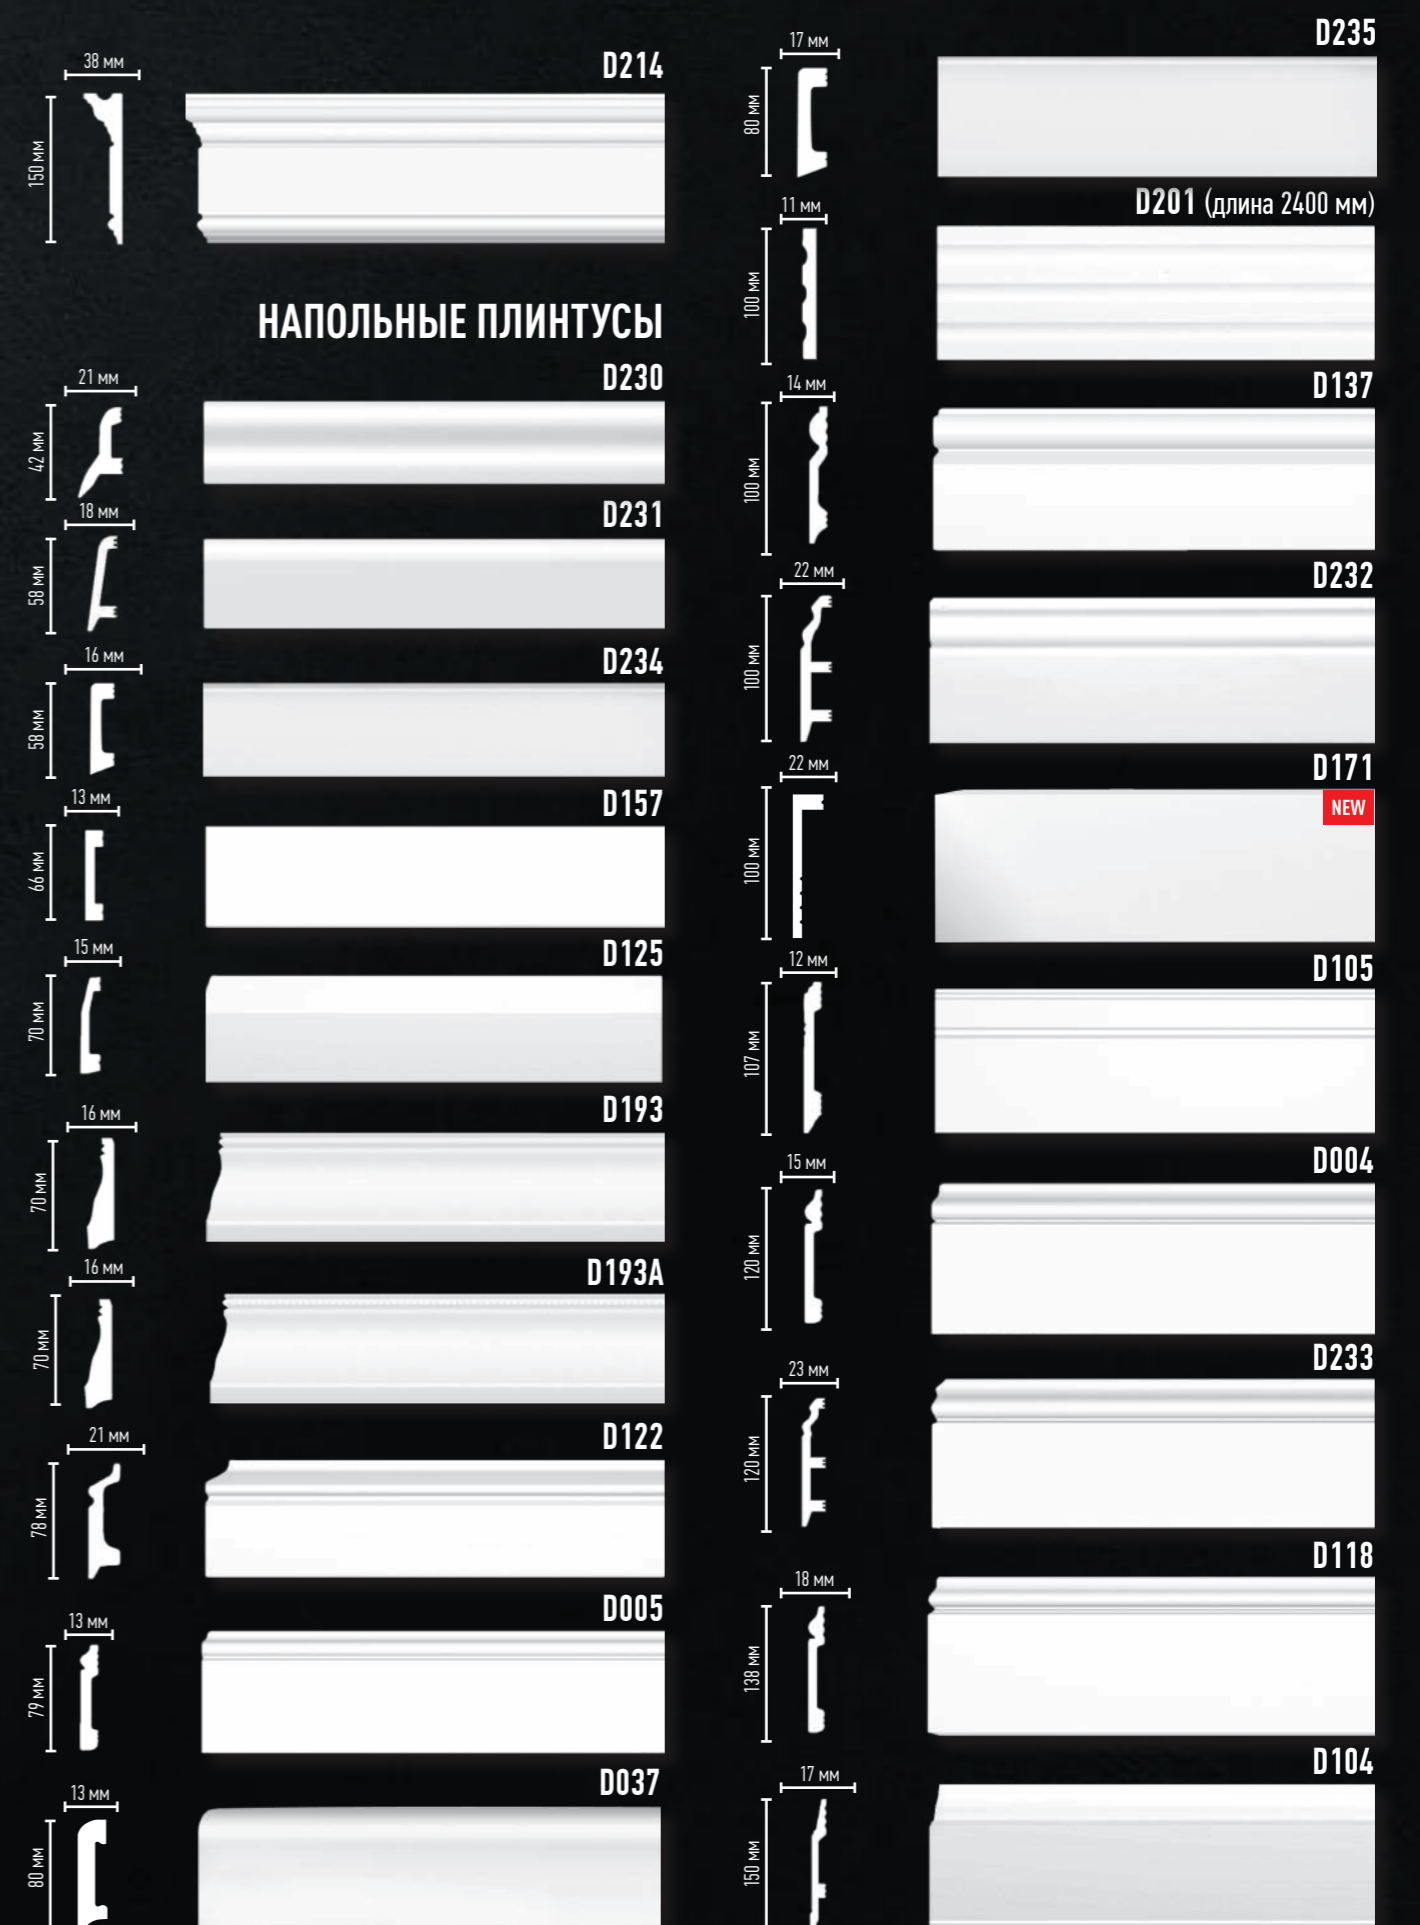 38 мм
D214
150 мм
НАПОЛЬНЫЕ ПЛИНТУСЫ
21 мм
D230
42 мм
18 мм
D231
58 мм
16 мм
D234
58 мм
13 мм
D157
66 мм
15 мм
D125
70 мм
16 мм
D193
70 мм
16 мм
D193A
70 мм
21 мм
D122
78 мм
13 мм
D005
79 мм
13 мм
D037
80 мм
17 мм
D235
80 мм
11 мм
D201 (длина 2400 мм)
100 мм
14 мм
D137
100 мм
22 мм
D232
100 мм
22 мм
D171
NEW
100 мм
12 мм
D105
107 мм
15 мм
D004
120 мм
23 мм
D233
120 мм
18 мм
D118
138 мм
17 мм
D104
150 мм